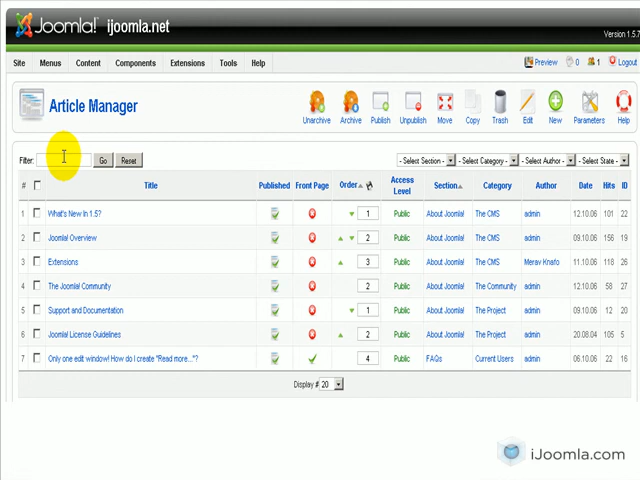 Joomla! ijoomla.net
Version 1.5.7
Site Menus Content Components Extensions Tools Help Preview 0 1 Logout
Article Manager
Unarchive Archive Publish Unpublish Move Copy Trash Edit New Parameters Help
Filter: Go Reset - Select Section - - Select Category - - Select Author - - Select State -
# Title Published Front Page Order Access Level Section Category Author Date Hits ID
1 What's New In 1.5? 1 Public About Joomla! The CMS admin 12.10.06 101 22
2 Joomla! Overview 2 Public About Joomla! The CMS admin 09.10.06 156 19
3 Extensions 3 Public About Joomla! The CMS Merav Knafo 11.10.06 118 26
4 The Joomla! Community 2 Public About Joomla! The Community admin 12.10.06 58 27
5 Support and Documentation 1 Public About Joomla! The Project admin 09.10.06 12 20
6 Joomla! License Guidelines 2 Public About Joomla! The Project admin 20.08.04 105 5
7 Only one edit window! How do I create "Read more..."? 4 Public FAQs Current Users admin 06.10.06 22 16
Display # 20
iJoomla.com